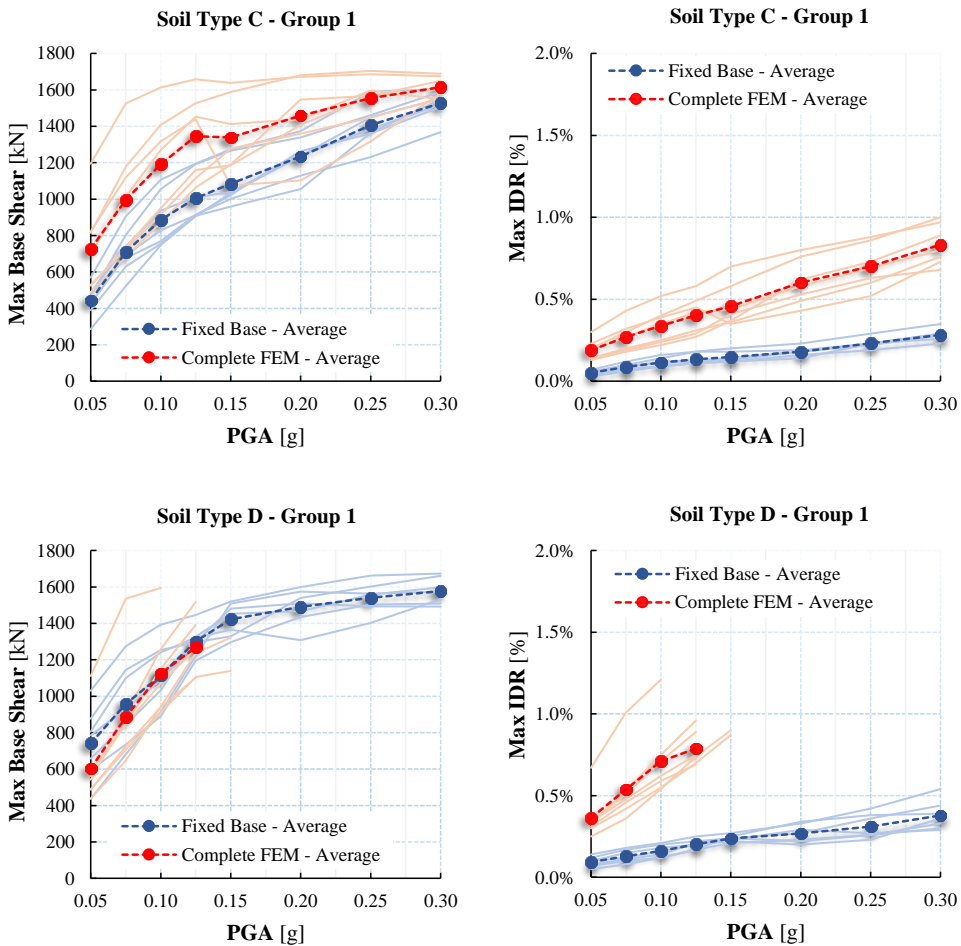 Soil Type C - Group 1
Max Base Shear [kN]
1800
1600
1400
1200
1000
800
600
400
200
0
Fixed Base - Average
Complete FEM - Average
0.05 0.10 0.15 0.20 0.25 0.30
PGA [g]
Soil Type C - Group 1
Max IDR [%]
2.0%
1.5%
1.0%
0.5%
0.0%
Fixed Base - Average
Complete FEM - Average
0.05 0.10 0.15 0.20 0.25 0.30
PGA [g]
Soil Type D - Group 1
Max Base Shear [kN]
1800
1600
1400
1200
1000
800
600
400
200
0
Fixed Base - Average
Complete FEM - Average
0.05 0.10 0.15 0.20 0.25 0.30
PGA [g]
Soil Type D - Group 1
Max IDR [%]
2.0%
1.5%
1.0%
0.5%
0.0%
Fixed Base - Average
Complete FEM - Average
0.05 0.10 0.15 0.20 0.25 0.30
PGA [g]